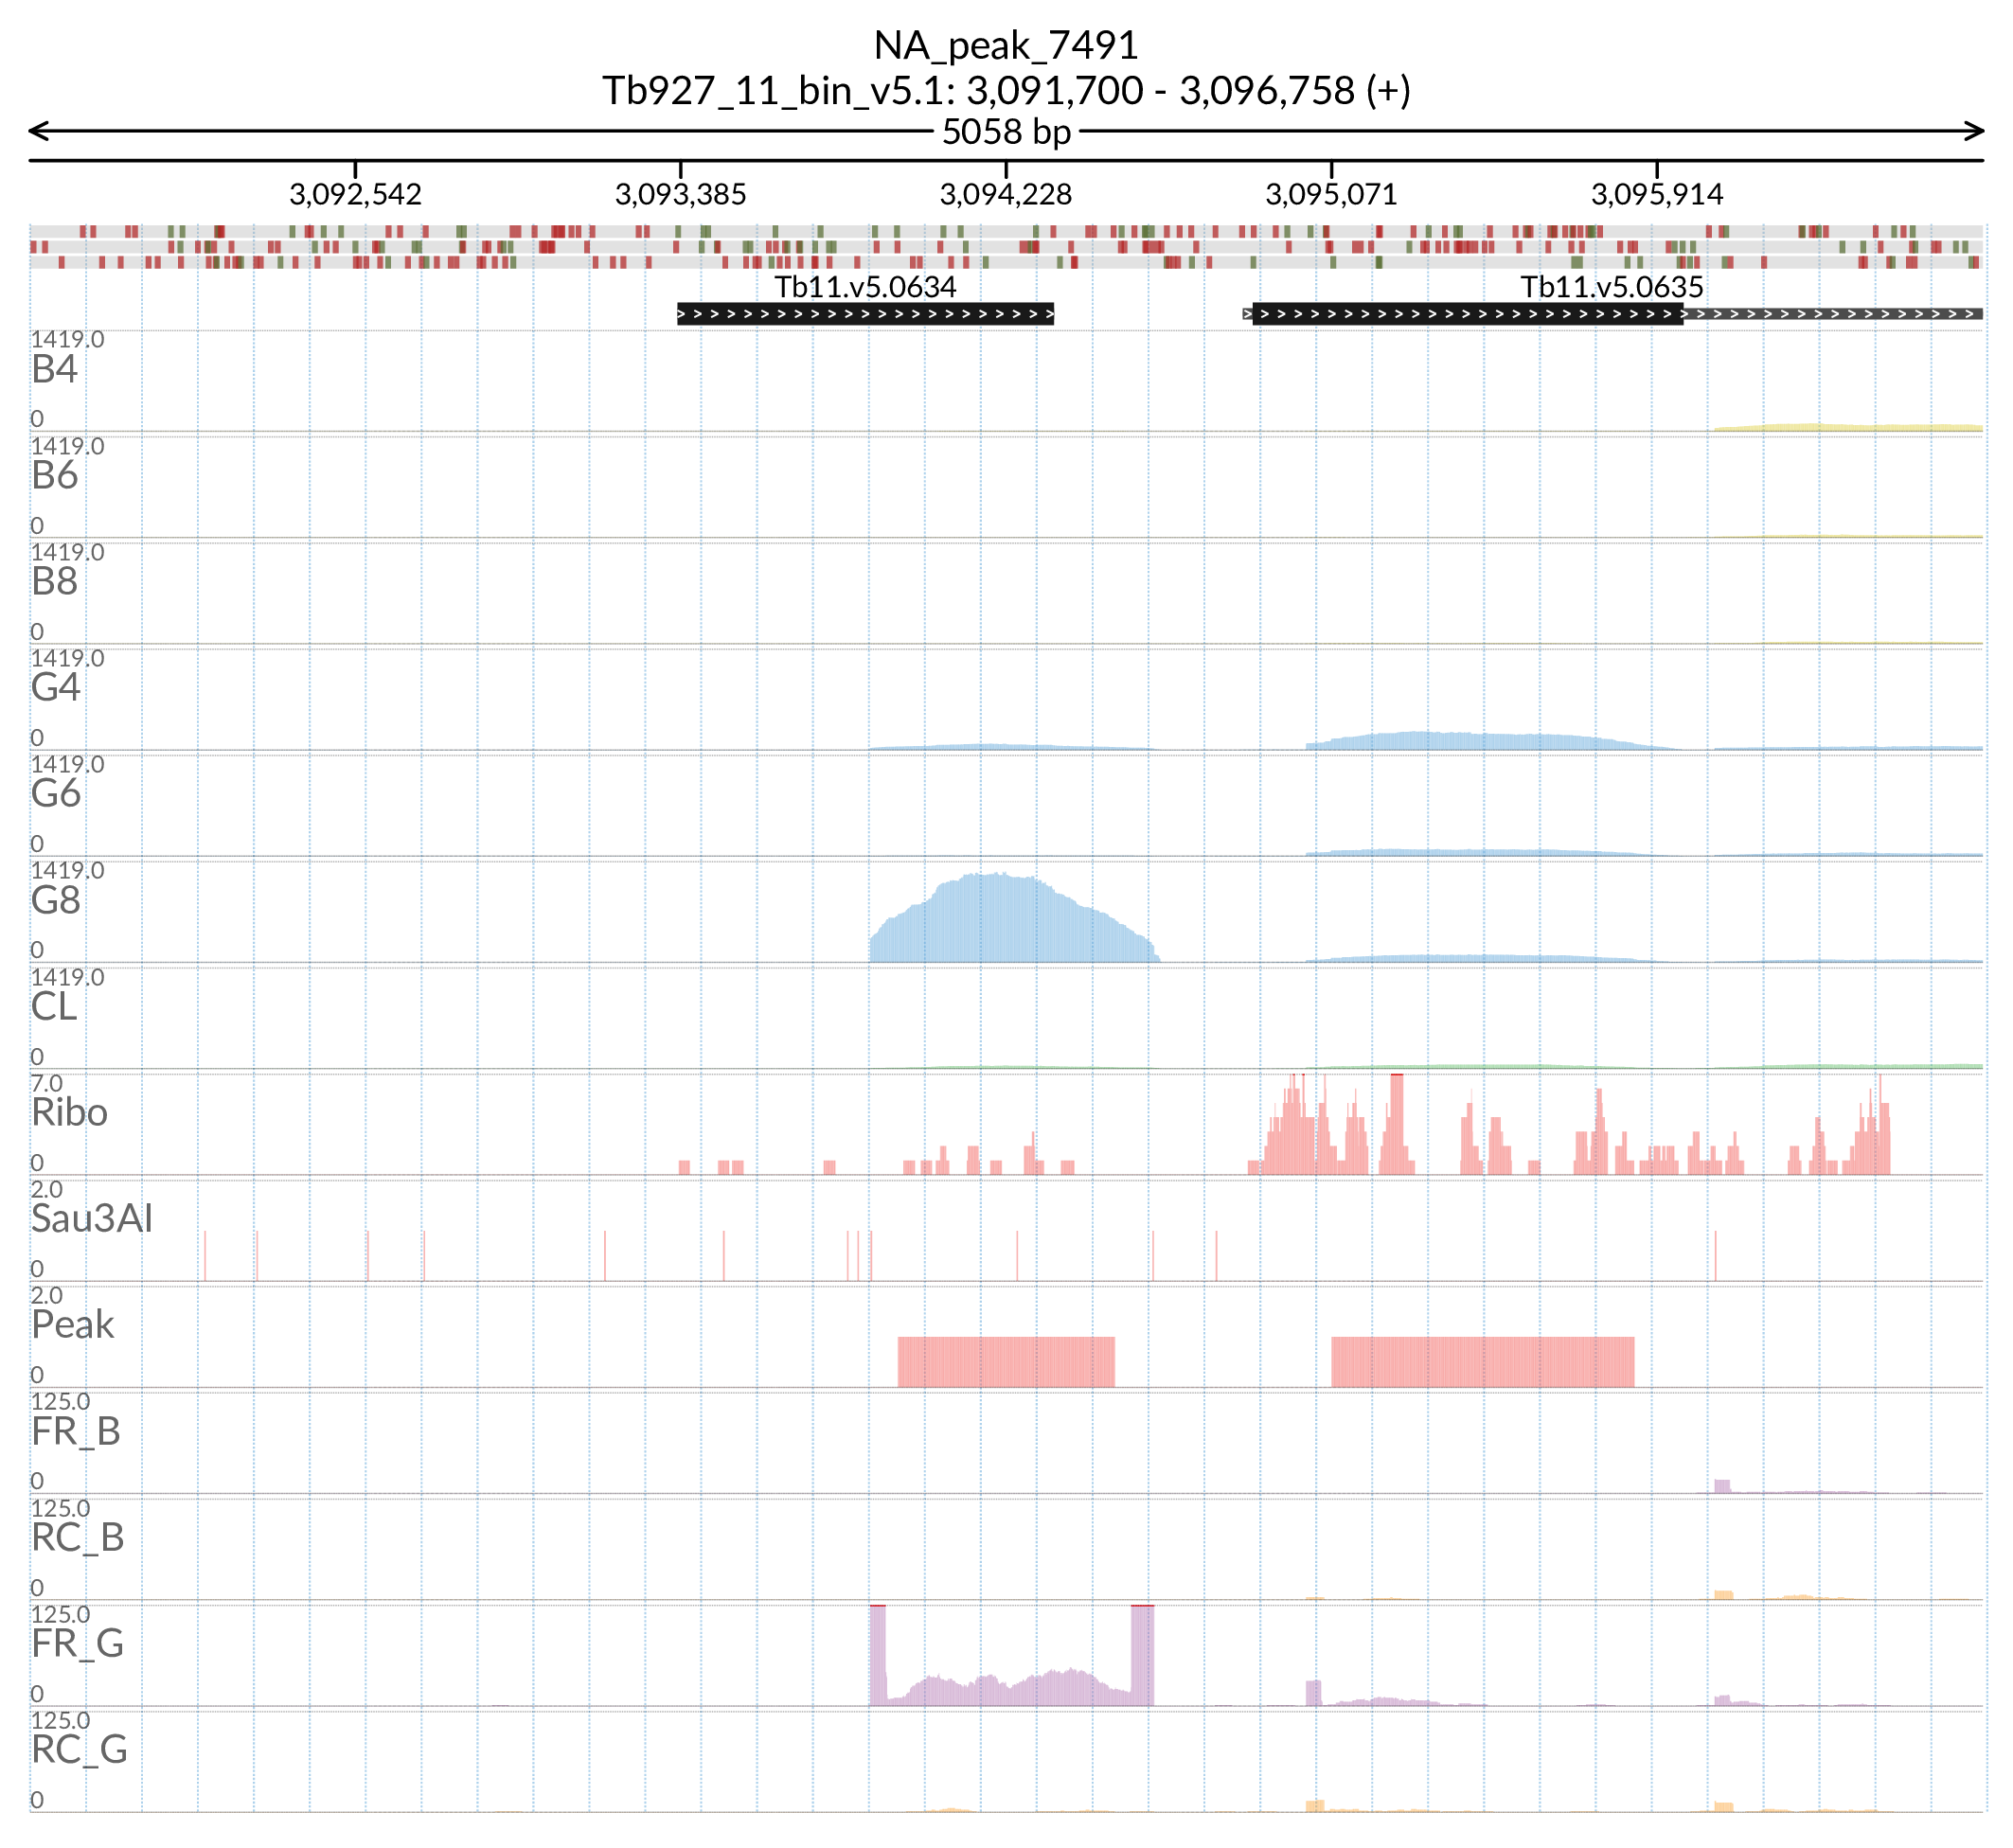 NA_peak_7491
Tb927_11_bin_v5.1: 3,091,700 - 3,096,758 (+)
5058 bp
3,092,542 3,093,385 3,094,228 3,095,071 3,095,914
Tb11.v5.0634 Tb11.v5.0635
1419.0
B4
0
1419.0
B6
0
1419.0
B8
0
1419.0
G4
0
1419.0
G6
0
1419.0
G8
0
1419.0
CL
0
7.0
Ribo
0
2.0
Sau3AI
0
2.0
Peak
0
125.0
FR_B
0
125.0
RC_B
0
125.0
FR_G
0
125.0
RC_G
0